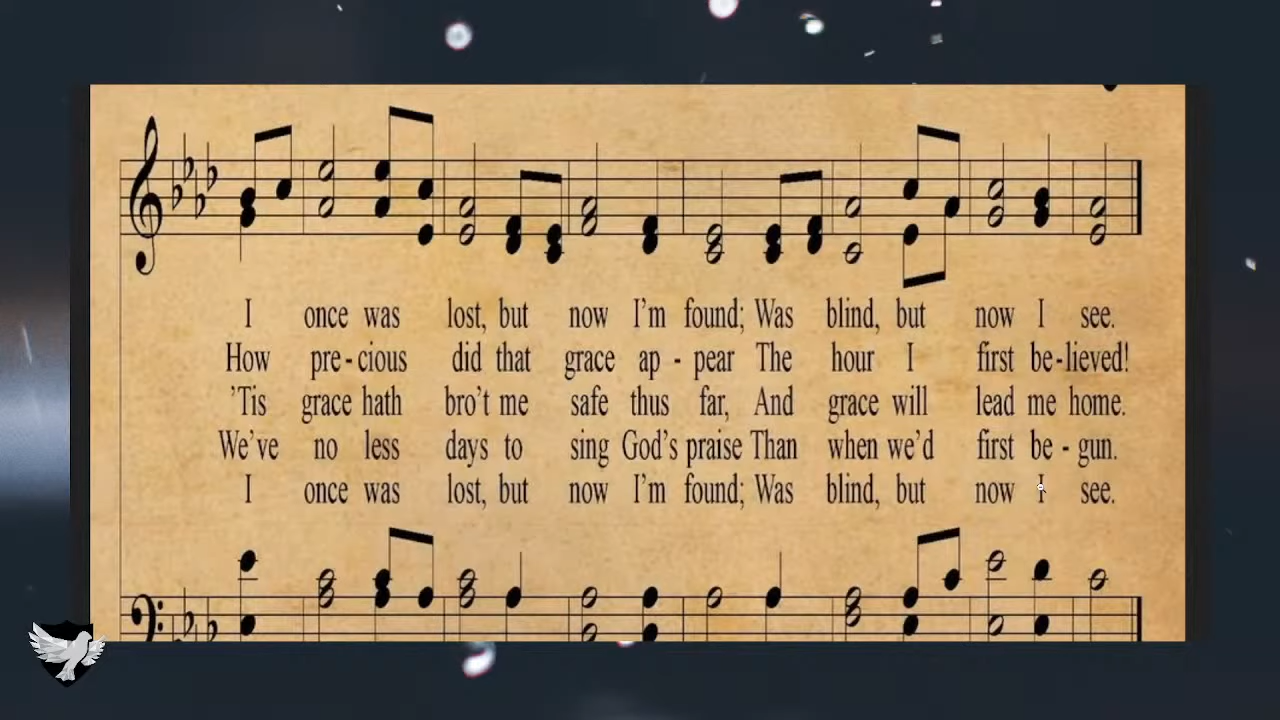 I once was lost, but now I'm found; Was blind, but now I see.
How pre - cious did that grace ap - pear The hour I first be - lieved!
'Tis grace hath bro't me safe thus far, And grace will lead me home.
We've no less days to sing God's praise Than when we'd first be - gun.
I once was lost, but now I'm found; Was blind, but now I see.